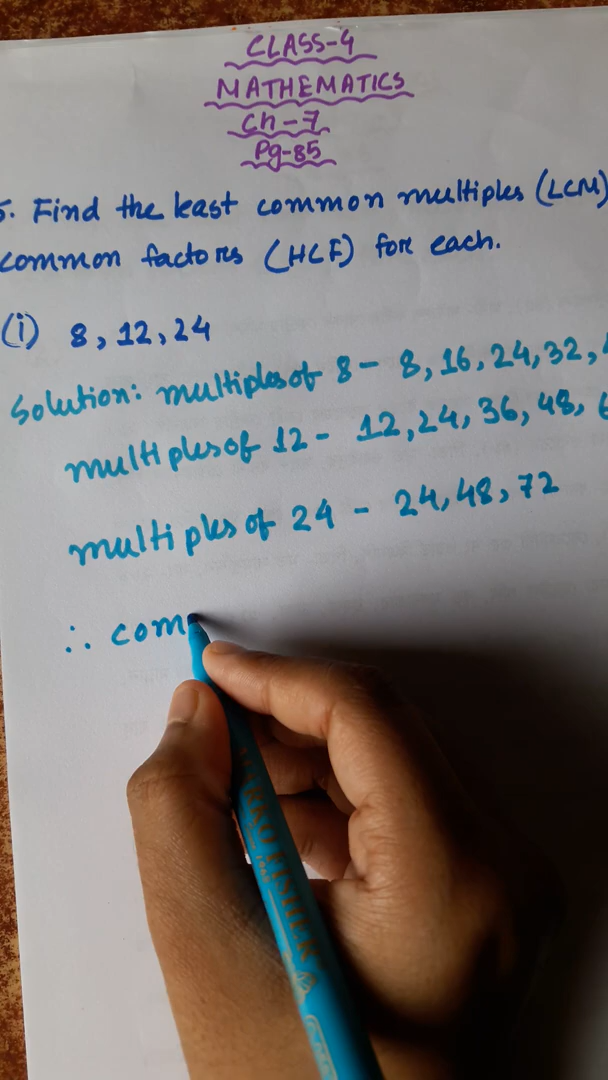 CLASS-4
MATHEMATICS
Ch-7
Pg-85
5. Find the least common multiples (LCM)
common factors (HCF) for each.
(i) 8, 12, 24
Solution: multiples of 8 - 8, 16, 24, 32,
multiples of 12 - 12, 24, 36, 48,
multiples of 24 - 24, 48, 72
∴ com